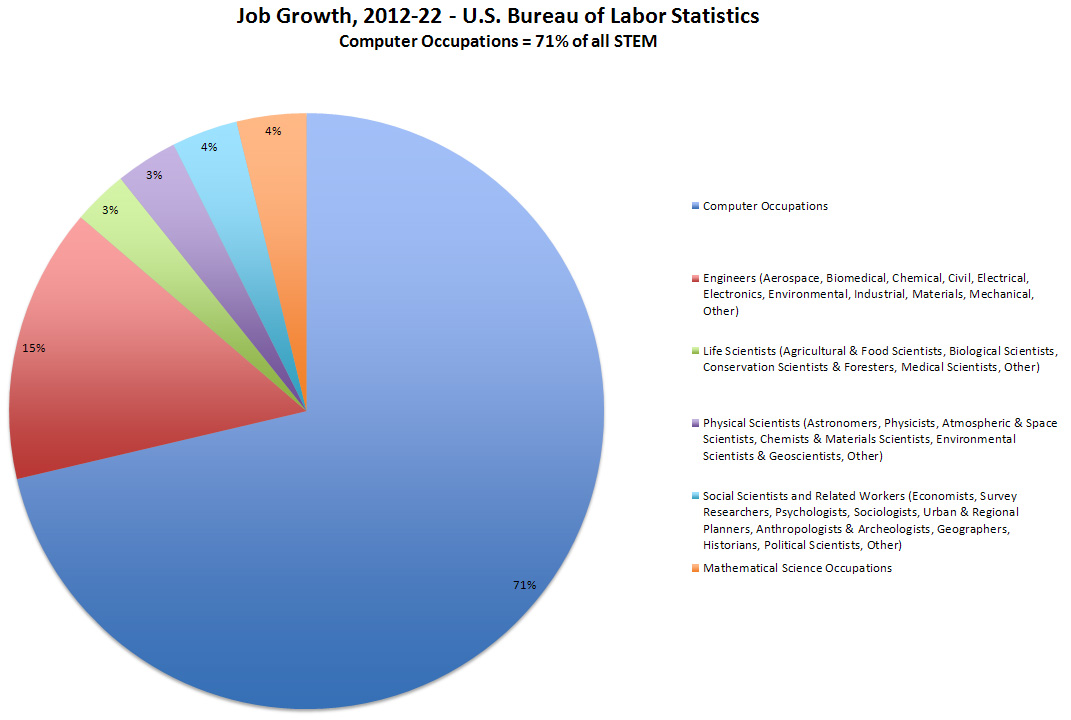 Job Growth, 2012-22 - U.S. Bureau of Labor Statistics
Computer Occupations = 71% of all STEM
4%
4%
3%
3%
15%
71%
Computer Occupations
Engineers (Aerospace, Biomedical, Chemical, Civil, Electrical,
Electronics, Environmental, Industrial, Materials, Mechanical,
Other)
Life Scientists (Agricultural & Food Scientists, Biological Scientists,
Conservation Scientists & Foresters, Medical Scientists, Other)
Physical Scientists (Astronomers, Physicists, Atmospheric & Space
Scientists, Chemists & Materials Scientists, Environmental
Scientists & Geoscientists, Other)
Social Scientists and Related Workers (Economists, Survey
Researchers, Psychologists, Sociologists, Urban & Regional
Planners, Anthropologists & Archeologists, Geographers,
Historians, Political Scientists, Other)
Mathematical Science Occupations